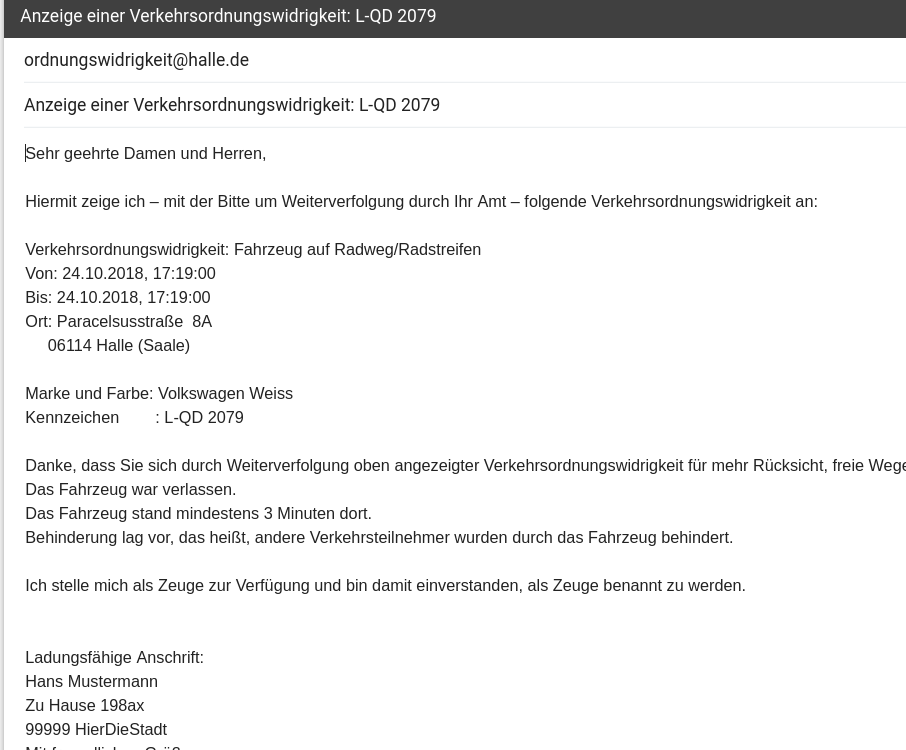 Anzeige einer Verkehrsordnungswidrigkeit: L-QD 2079
ordnungswidrigkeit@halle.de
Anzeige einer Verkehrsordnungswidrigkeit: L-QD 2079
Sehr geehrte Damen und Herren,
Hiermit zeige ich – mit der Bitte um Weiterverfolgung durch Ihr Amt – folgende Verkehrsordnungswidrigkeit an:
Verkehrsordnungswidrigkeit: Fahrzeug auf Radweg/Radstreifen
Von: 24.10.2018, 17:19:00
Bis: 24.10.2018, 17:19:00
Ort: Paracelsusstraße  8A
06114 Halle (Saale)
Marke und Farbe: Volkswagen Weiss
Kennzeichen : L-QD 2079
Danke, dass Sie sich durch Weiterverfolgung oben angezeigter Verkehrsordnungswidrigkeit für mehr Rücksicht, freie Wege
Das Fahrzeug war verlassen.
Das Fahrzeug stand mindestens 3 Minuten dort.
Behinderung lag vor, das heißt, andere Verkehrsteilnehmer wurden durch das Fahrzeug behindert.
Ich stelle mich als Zeuge zur Verfügung und bin damit einverstanden, als Zeuge benannt zu werden.
Ladungsfähige Anschrift:
Hans Mustermann
Zu Hause 198ax
99999 HierDieStadt